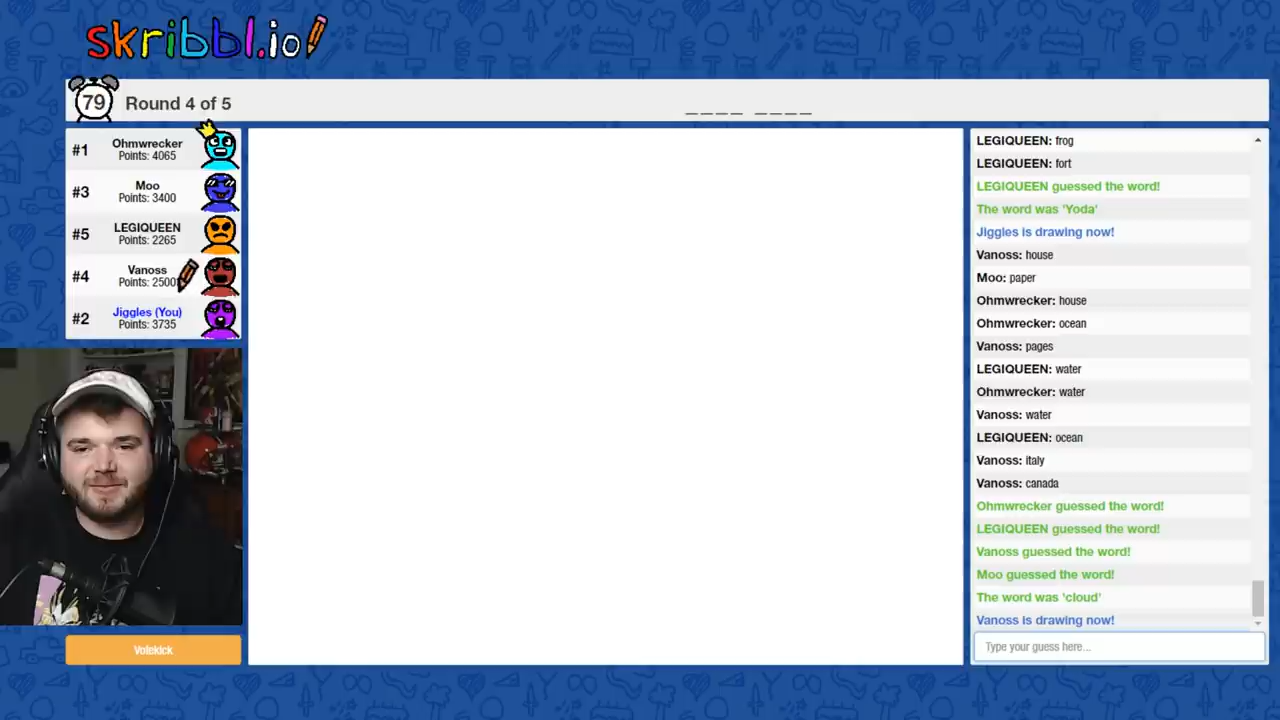 skribbl.io
79
Round 4 of 5
____ ____
#1
Ohmwrecker
Points: 4065
#3
Moo
Points: 3400
#5
LEGIQUEEN
Points: 2265
#4
Vanoss
Points: 2500
#2
Jiggles (You)
Points: 3735
Votekick
LEGIQUEEN: frog
LEGIQUEEN: fort
LEGIQUEEN guessed the word!
The word was 'Yoda'
Jiggles is drawing now!
Vanoss: house
Moo: paper
Ohmwrecker: house
Ohmwrecker: ocean
Vanoss: pages
LEGIQUEEN: water
Ohmwrecker: water
Vanoss: water
LEGIQUEEN: ocean
Vanoss: italy
Vanoss: canada
Ohmwrecker guessed the word!
LEGIQUEEN guessed the word!
Vanoss guessed the word!
Moo guessed the word!
The word was 'cloud'
Vanoss is drawing now!
Type your guess here...